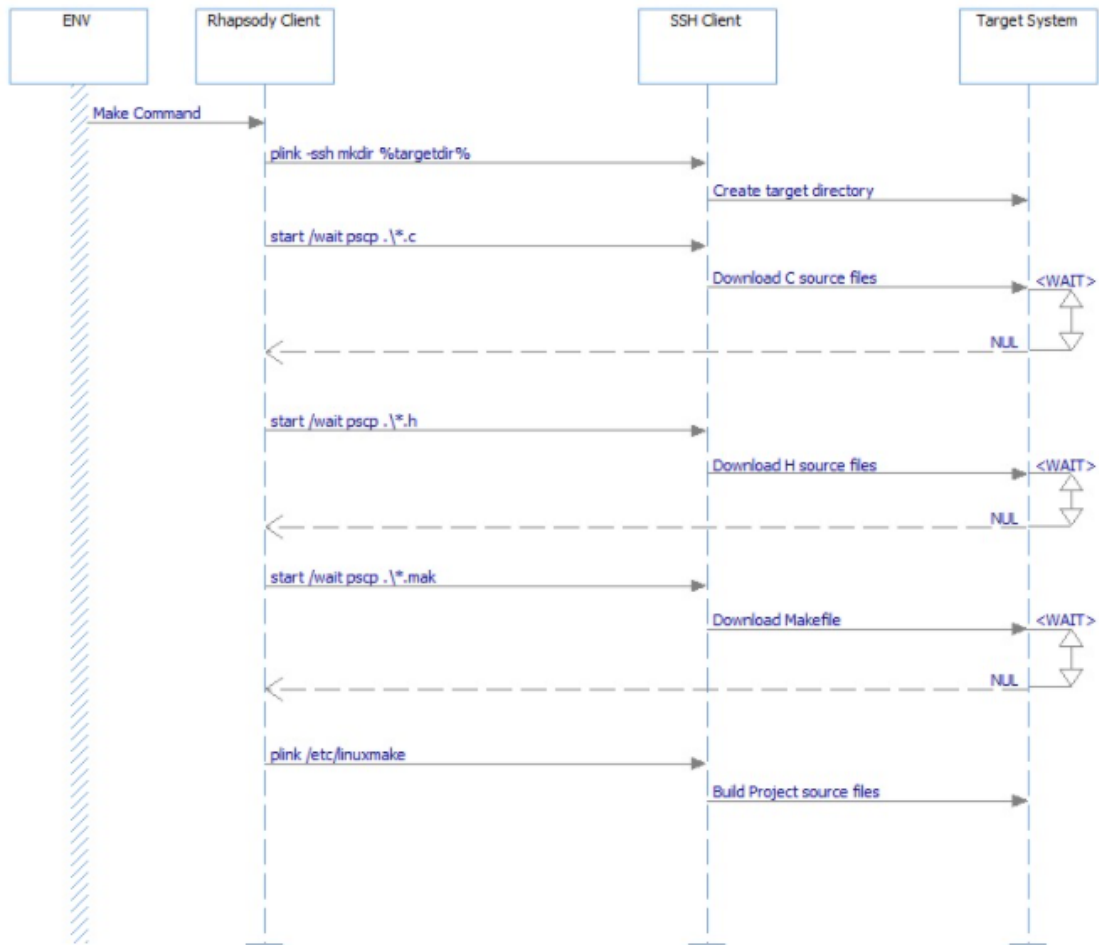 ENV
Rhapsody Client
SSH Client
Target System
Make Command
plink -ssh mkdir %targetdir%
Create target directory
start /wait pscp .\*.c
Download C source files
<WAIT>
NUL
start /wait pscp .\*.h
Download H source files
<WAIT>
NUL
start /wait pscp .\*.mak
Download Makefile
<WAIT>
NUL
plink /etc/linuxmake
Build Project source files